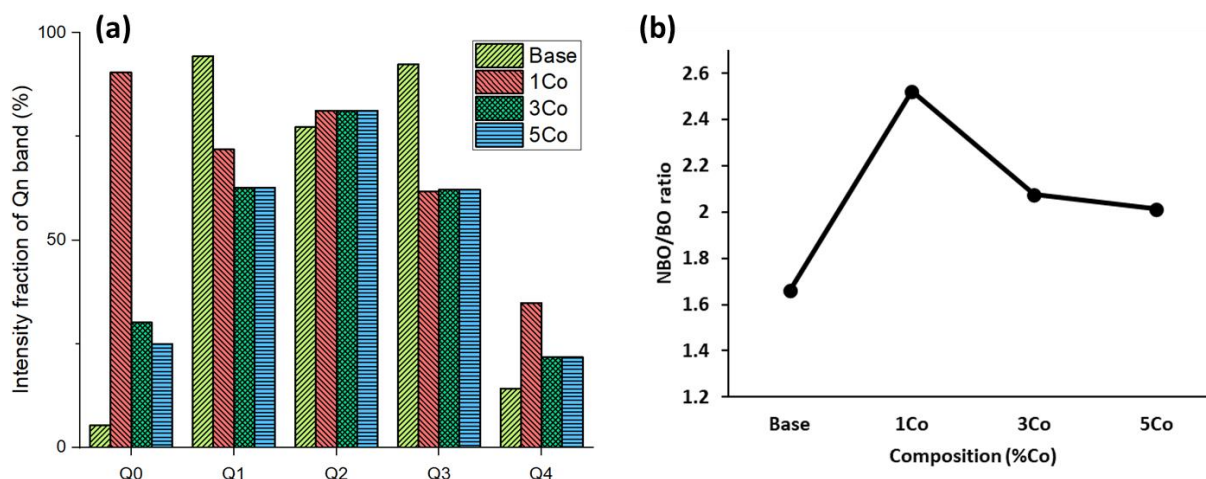 (a)
Intensity fraction of Qn band (%)
100
50
0
Base
1Co
3Co
5Co
Q0 Q1 Q2 Q3 Q4
(b)
NBO/BO ratio
2.6
2.4
2.2
2
1.8
1.6
1.4
1.2
Base 1Co 3Co 5Co
Composition (%Co)